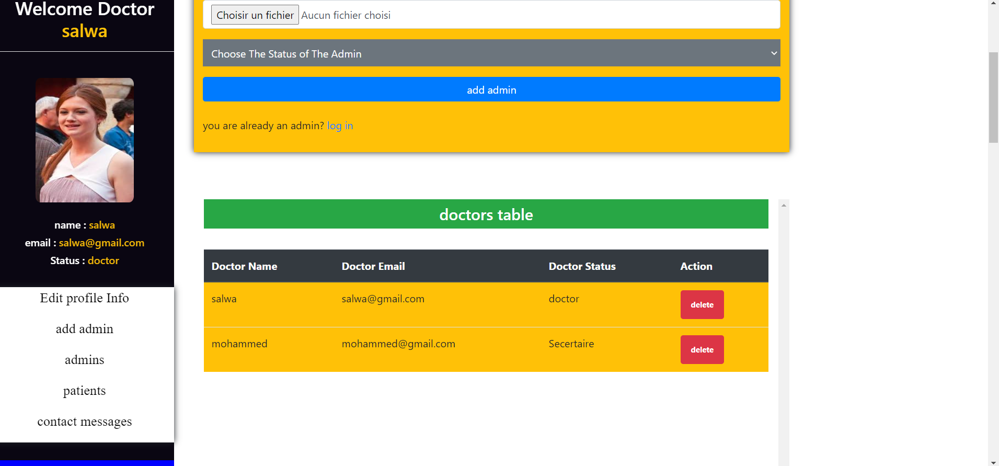 Welcome Doctor
salwa
name : salwa
email : salwa@gmail.com
Status : doctor
Edit profile Info
add admin
admins
patients
contact messages
Choisir un fichier Aucun fichier choisi
Choose The Status of The Admin
add admin
you are already an admin? log in
doctors table
Doctor Name Doctor Email Doctor Status Action
salwa salwa@gmail.com doctor delete
mohammed mohammed@gmail.com Secertaire delete